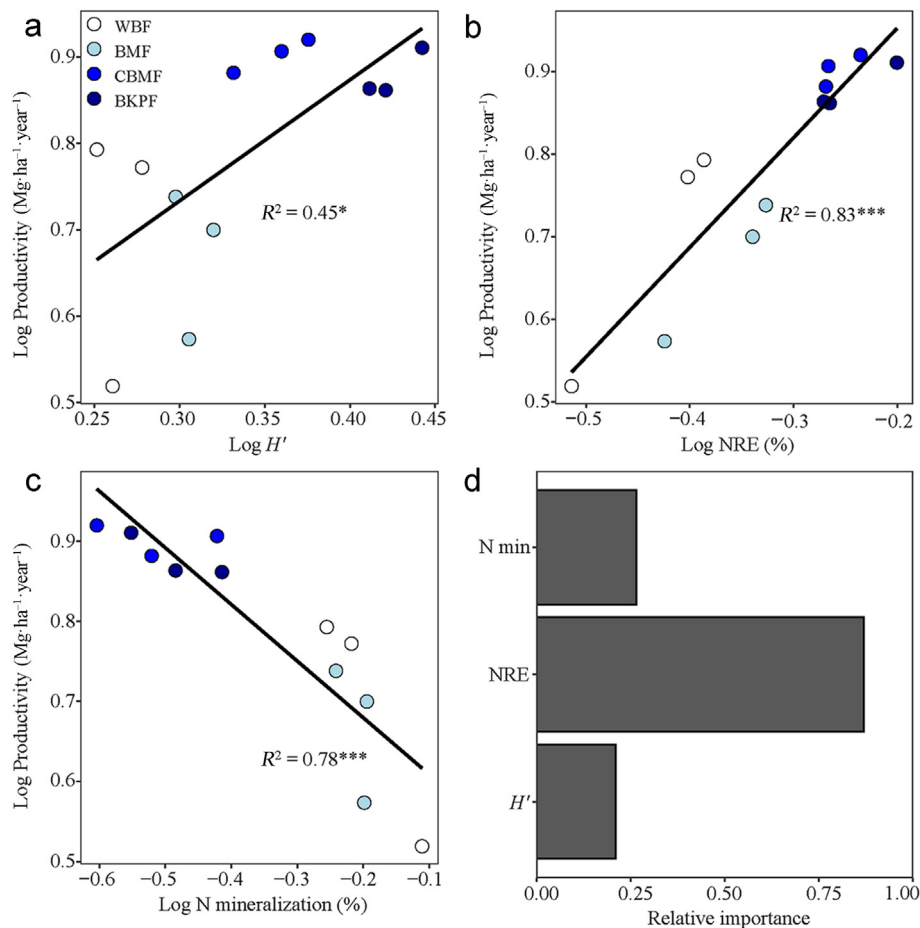 a
WBF
BMF
CBMF
BKPF
Log Productivity (Mg·ha⁻¹·year⁻¹)
0.9
0.8
0.7
0.6
0.5
R² = 0.45*
0.25
0.30
0.35
0.40
0.45
Log H′
b
Log Productivity (Mg·ha⁻¹·year⁻¹)
0.9
0.8
0.7
0.6
0.5
R² = 0.83***
−0.5
−0.4
−0.3
−0.2
Log NRE (%)
c
Log Productivity (Mg·ha⁻¹·year⁻¹)
0.9
0.8
0.7
0.6
0.5
R² = 0.78***
−0.6
−0.5
−0.4
−0.3
−0.2
−0.1
Log N mineralization (%)
d
N min
NRE
H′
0.00
0.25
0.75
1.00
Relative importance